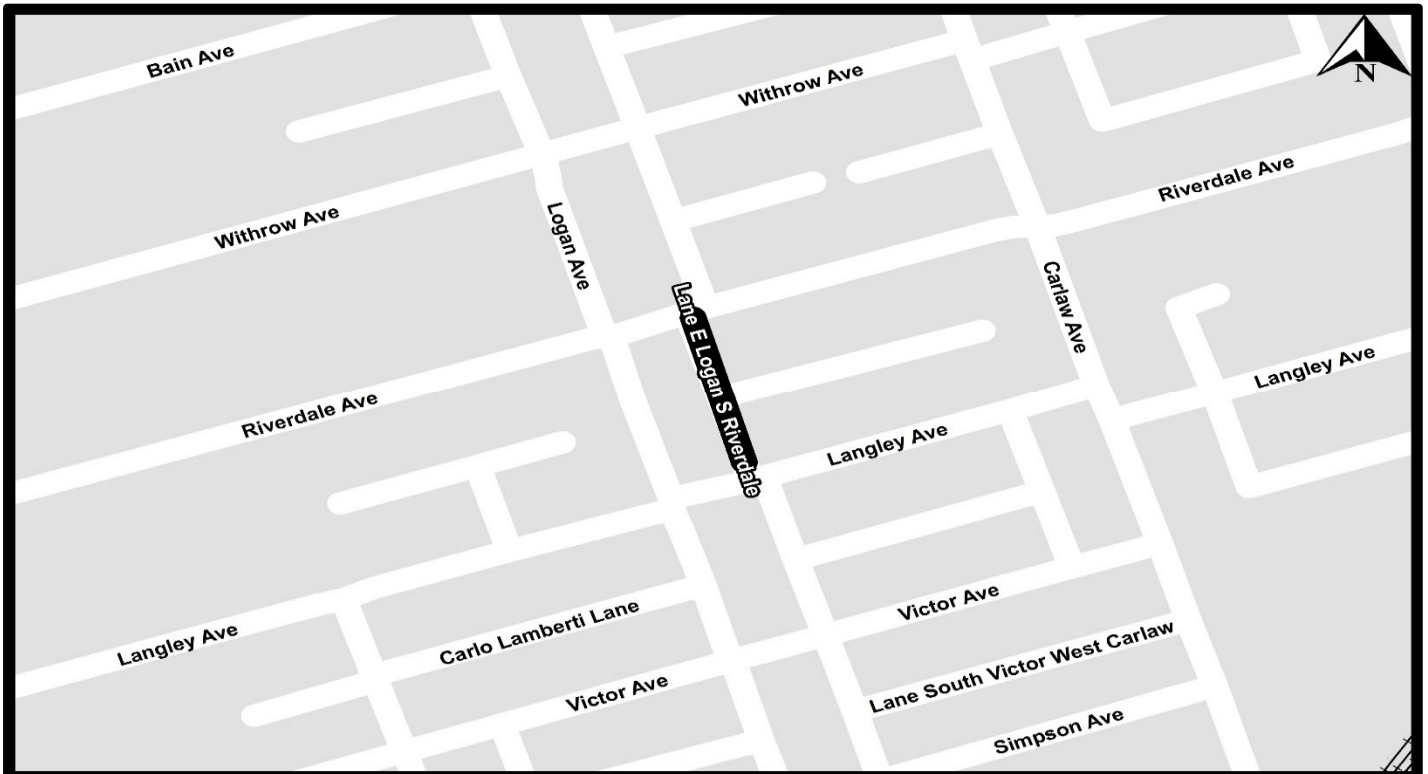 Bain Ave
Withrow Ave
N
Riverdale Ave
Withrow Ave
Logan Ave
Carlaw Ave
Lane E Logan S Riverdale
Langley Ave
Riverdale Ave
Langley Ave
Victor Ave
Langley Ave
Carlo Lamberti Lane
Lane South Victor West Carlaw
Victor Ave
Simpson Ave